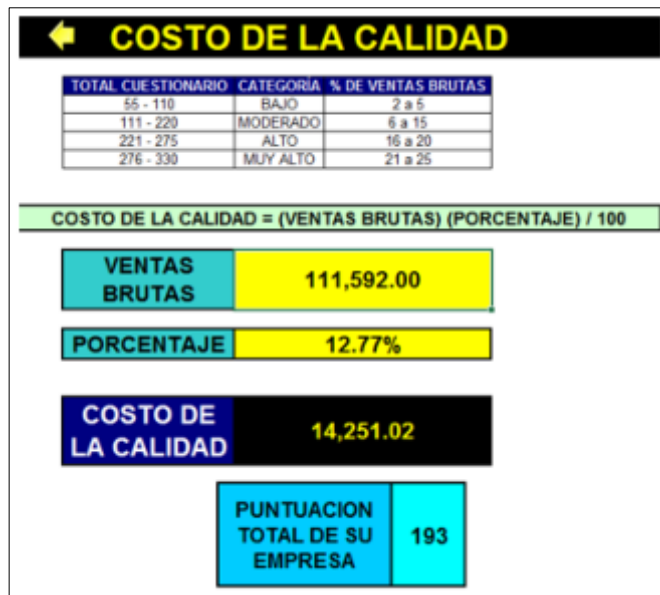 COSTO DE LA CALIDAD
TOTAL CUESTIONARIO CATEGORÍA % DE VENTAS BRUTAS
55 - 110 BAJO 2 a 5
111 - 220 MODERADO 6 a 15
221 - 275 ALTO 16 a 20
276 - 330 MUY ALTO 21 a 25
COSTO DE LA CALIDAD = (VENTAS BRUTAS) (PORCENTAJE) / 100
VENTAS
BRUTAS
111,592.00
PORCENTAJE 12.77%
COSTO DE
LA CALIDAD
14,251.02
PUNTUACION
TOTAL DE SU
EMPRESA
193